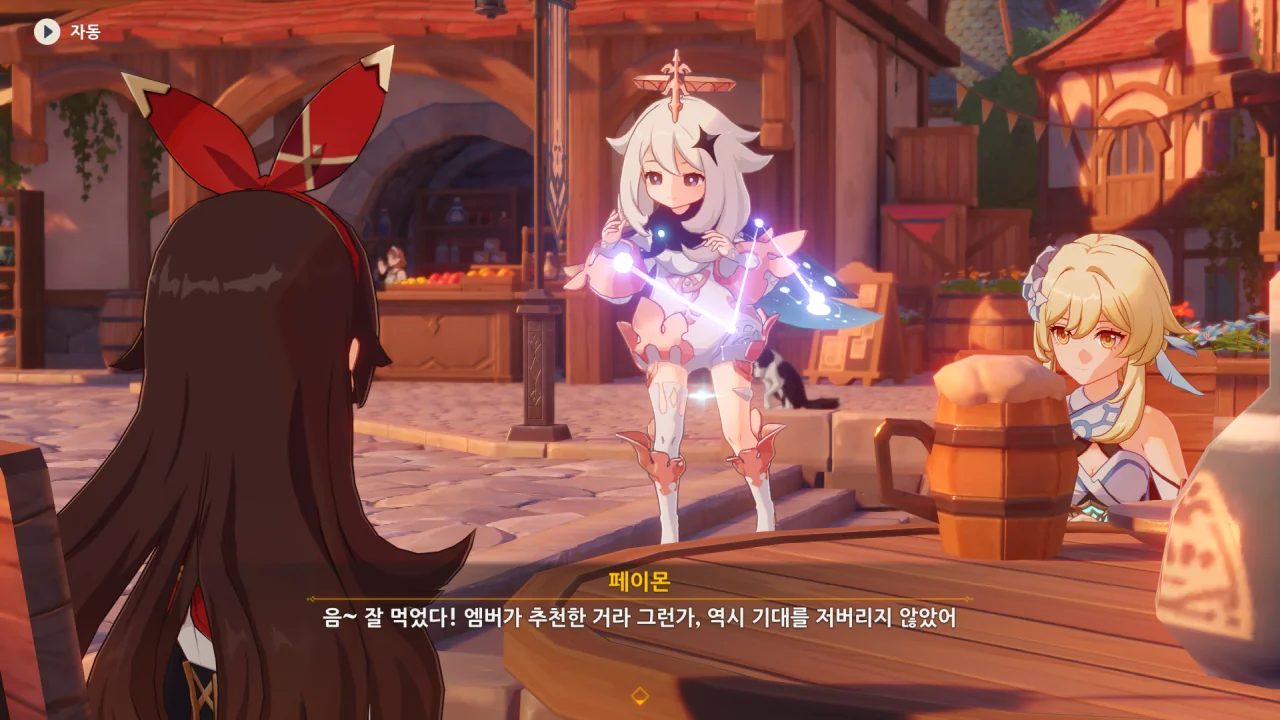 자동
페이몬
음~ 잘 먹었다! 엠버가 추천한 거라 그런가, 역시 기대를 저버리지 않았어